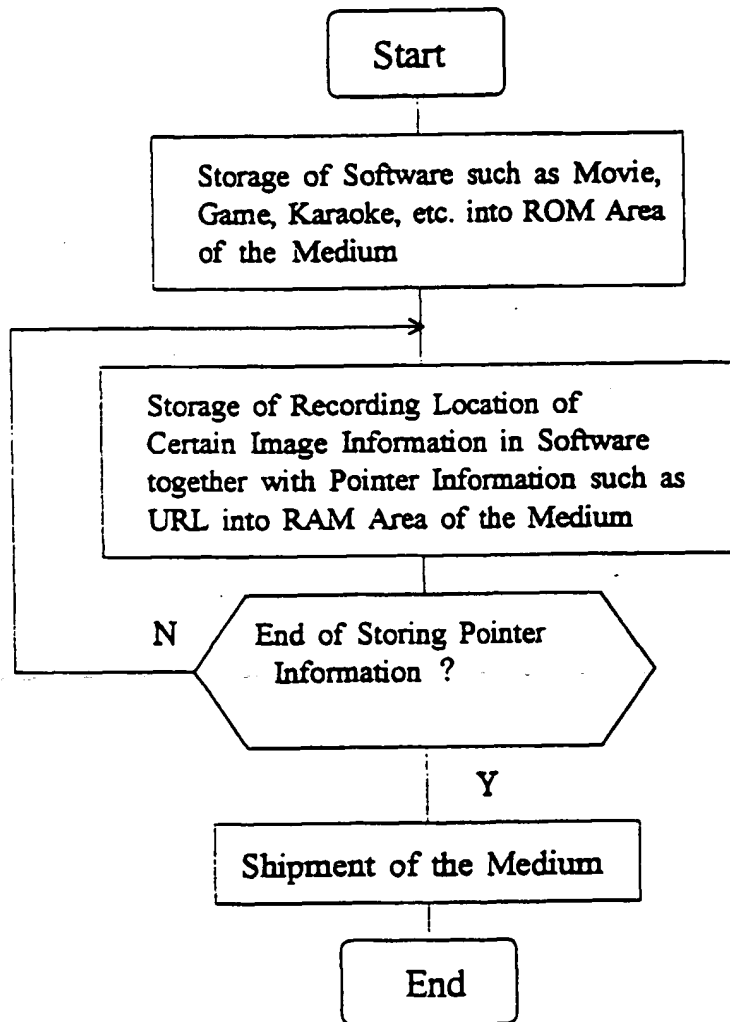 Start
Storage of Software such as Movie,
Game, Karaoke, etc. into ROM Area
of the Medium
Storage of Recording Location of
Certain Image Information in Software
together with Pointer Information such as
URL into RAM Area of the Medium
N
End of Storing Pointer
Information ?
Y
Shipment of the Medium
End